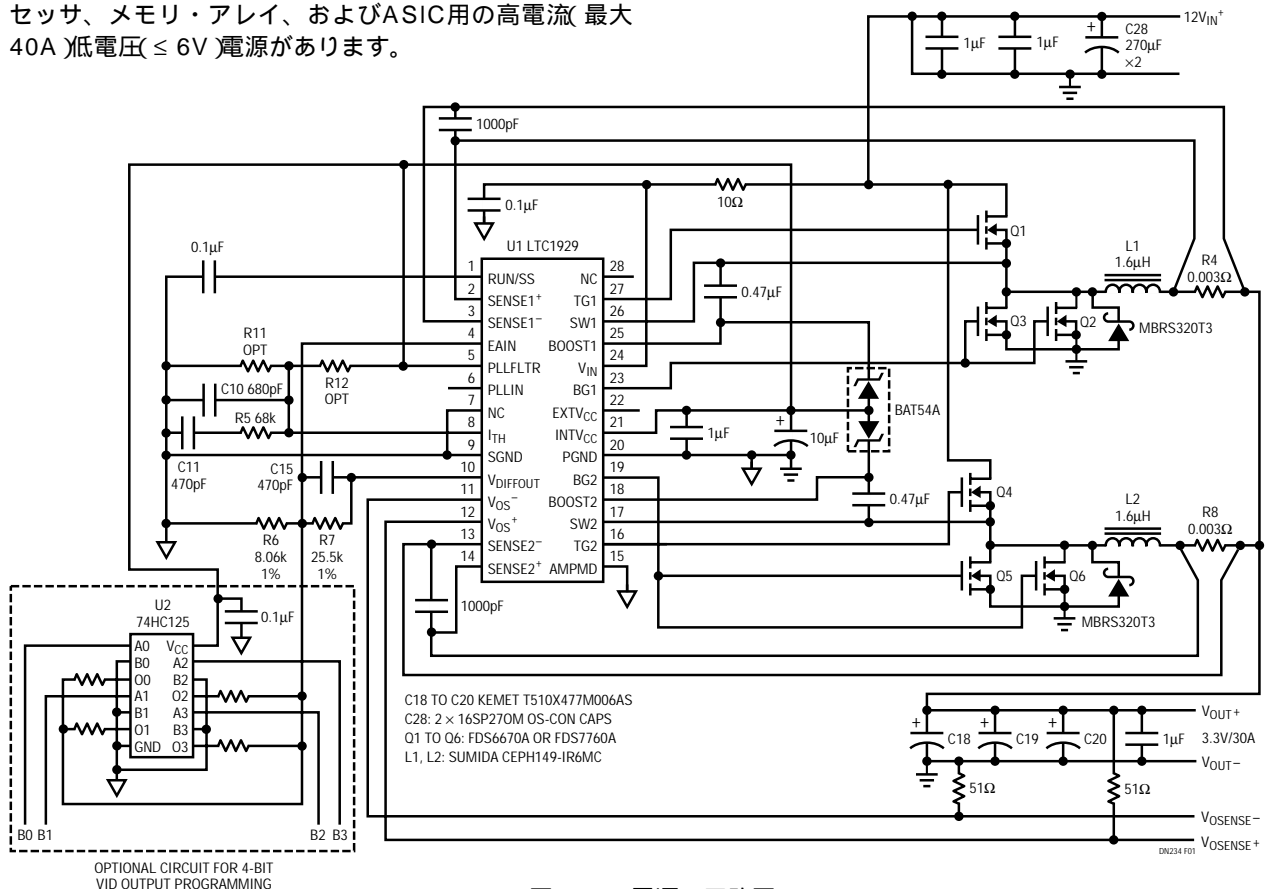 セッサ、メモリ・アレイ、およびASIC用の高電流( 最大
40A )低電圧( ≤ 6V )電源があります。
12VIN+
1µF
1µF
+
C28
270µF
×2
1000pF
0.1µF
10Ω
Q1
L1
1.6µH
R4
0.003Ω
0.1µF
U1 LTC1929
1 RUN/SS
2 SENSE1+
3 SENSE1−
4 EAIN
5 PLLFLTR
6 PLLIN
7 NC
8 ITH
9 SGND
10 VDIFFOUT
11 VOS−
12 VOS+
13 SENSE2−
14 SENSE2+
NC 28
TG1 27
SW1 26
BOOST1 25
VIN 24
BG1 23
EXTVCC 22
INTVCC 21
PGND 20
BG2 19
BOOST2 18
SW2 17
TG2 16
AMPMD 15
0.47µF
Q3
Q2
MBRS320T3
R11
OPT
R12
OPT
C10 680pF
R5 68k
C11
470pF
C15
470pF
BAT54A
1µF
+
10µF
0.47µF
Q4
L2
1.6µH
R8
0.003Ω
R6
8.06k
1%
R7
25.5k
1%
Q5
Q6
MBRS320T3
1000pF
U2
74HC125
0.1µF
A0 VCC
B0 A2
O0 B2
A1 O2
B1 A3
O1 B3
GND O3
B0 B1
B2 B3
OPTIONAL CIRCUIT FOR 4-BIT
VID OUTPUT PROGRAMMING
C18 TO C20 KEMET T510X477M006AS
C28: 2 × 16SP270M OS-CON CAPS
Q1 TO Q6: FDS6670A OR FDS7760A
L1, L2: SUMIDA CEPH149-IR6MC
+
C18
+
C19
+
C20
1µF
VOUT+
3.3V/30A
VOUT−
51Ω
51Ω
VOSENSE−
VOSENSE+
DN234 F01